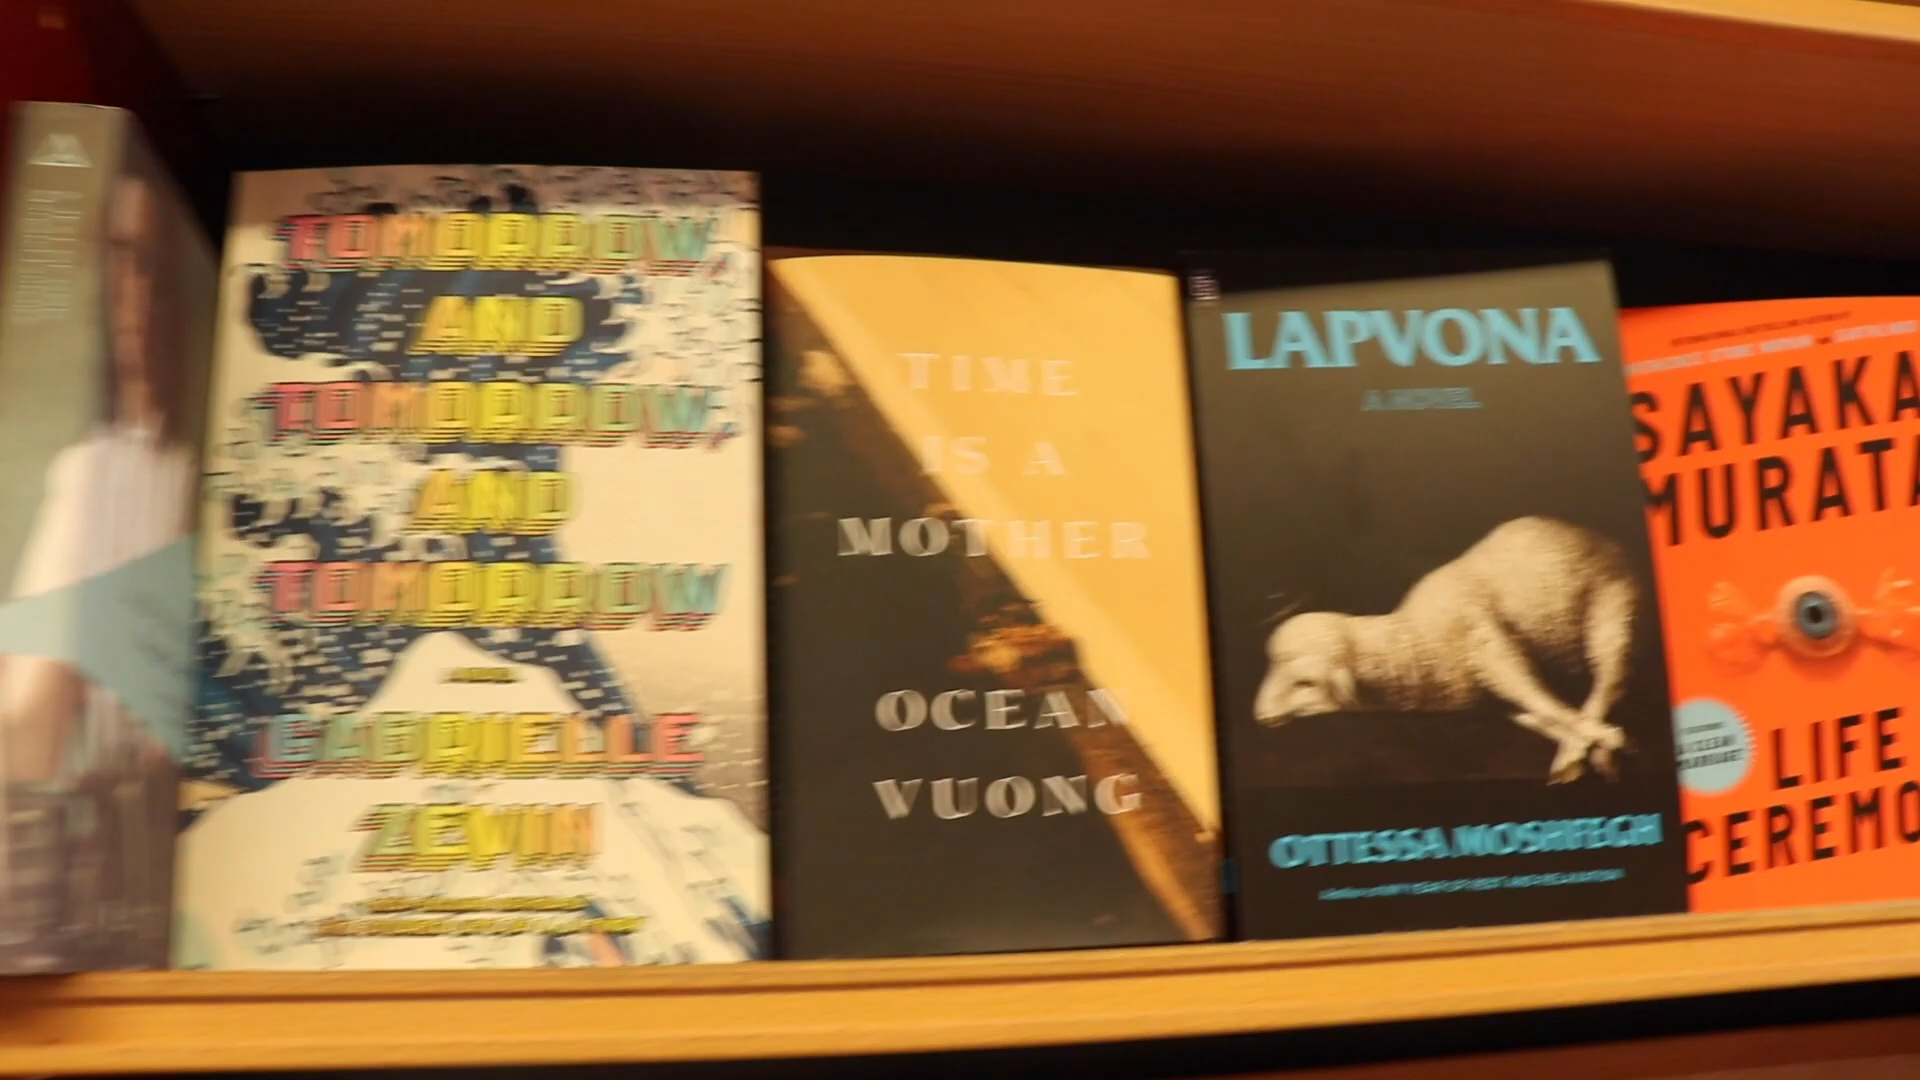 TOMORROW,
AND
TOMORROW,
AND
TOMORROW
GABRIELLE
ZEVIN
TIME
IS A
MOTHER
OCEAN
VUONG
LAPVONA
A NOVEL
OTTESSA MOSHFEGH
SAYAKA
MURATA
LIFE
CEREMO